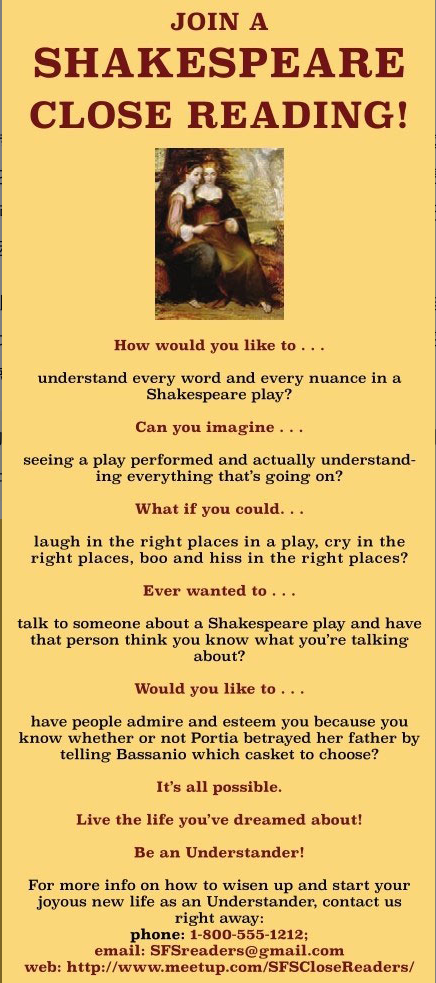 JOIN A
SHAKESPEARE
CLOSE READING!
How would you like to . . .
understand every word and every nuance in a
Shakespeare play?
Can you imagine . . .
seeing a play performed and actually understand-
ing everything that's going on?
What if you could. . .
laugh in the right places in a play, cry in the
right places, boo and hiss in the right places?
Ever wanted to . . .
talk to someone about a Shakespeare play and have
that person think you know what you're talking
about?
Would you like to . . .
have people admire and esteem you because you
know whether or not Portia betrayed her father by
telling Bassanio which casket to choose?
It's all possible.
Live the life you've dreamed about!
Be an Understander!
For more info on how to wisen up and start your
joyous new life as an Understander, contact us
right away:
phone: 1-800-555-1212;
email: SFSreaders@gmail.com
web: http://www.meetup.com/SFSCloseReaders/